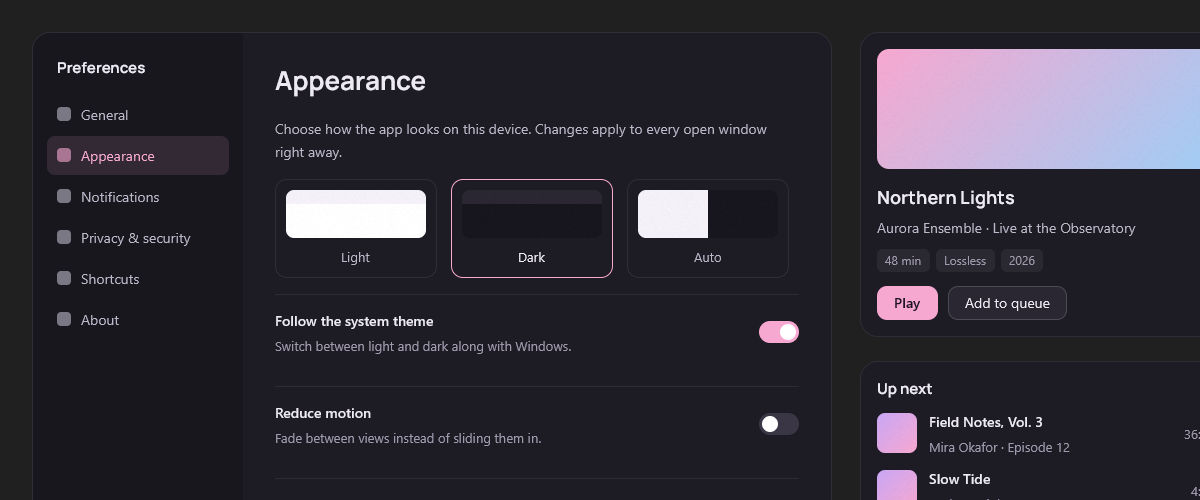 Preferences
General
Appearance
Notifications
Privacy & security
Shortcuts
About
Appearance
Choose how the app looks on this device. Changes apply to every open window
right away.
Light
Dark
Auto
Follow the system theme
Switch between light and dark along with Windows.
Reduce motion
Fade between views instead of sliding them in.
Northern Lights
Aurora Ensemble · Live at the Observatory
48 min
Lossless
2026
Play
Add to queue
Up next
Field Notes, Vol. 3
Mira Okafor · Episode 12
Slow Tide